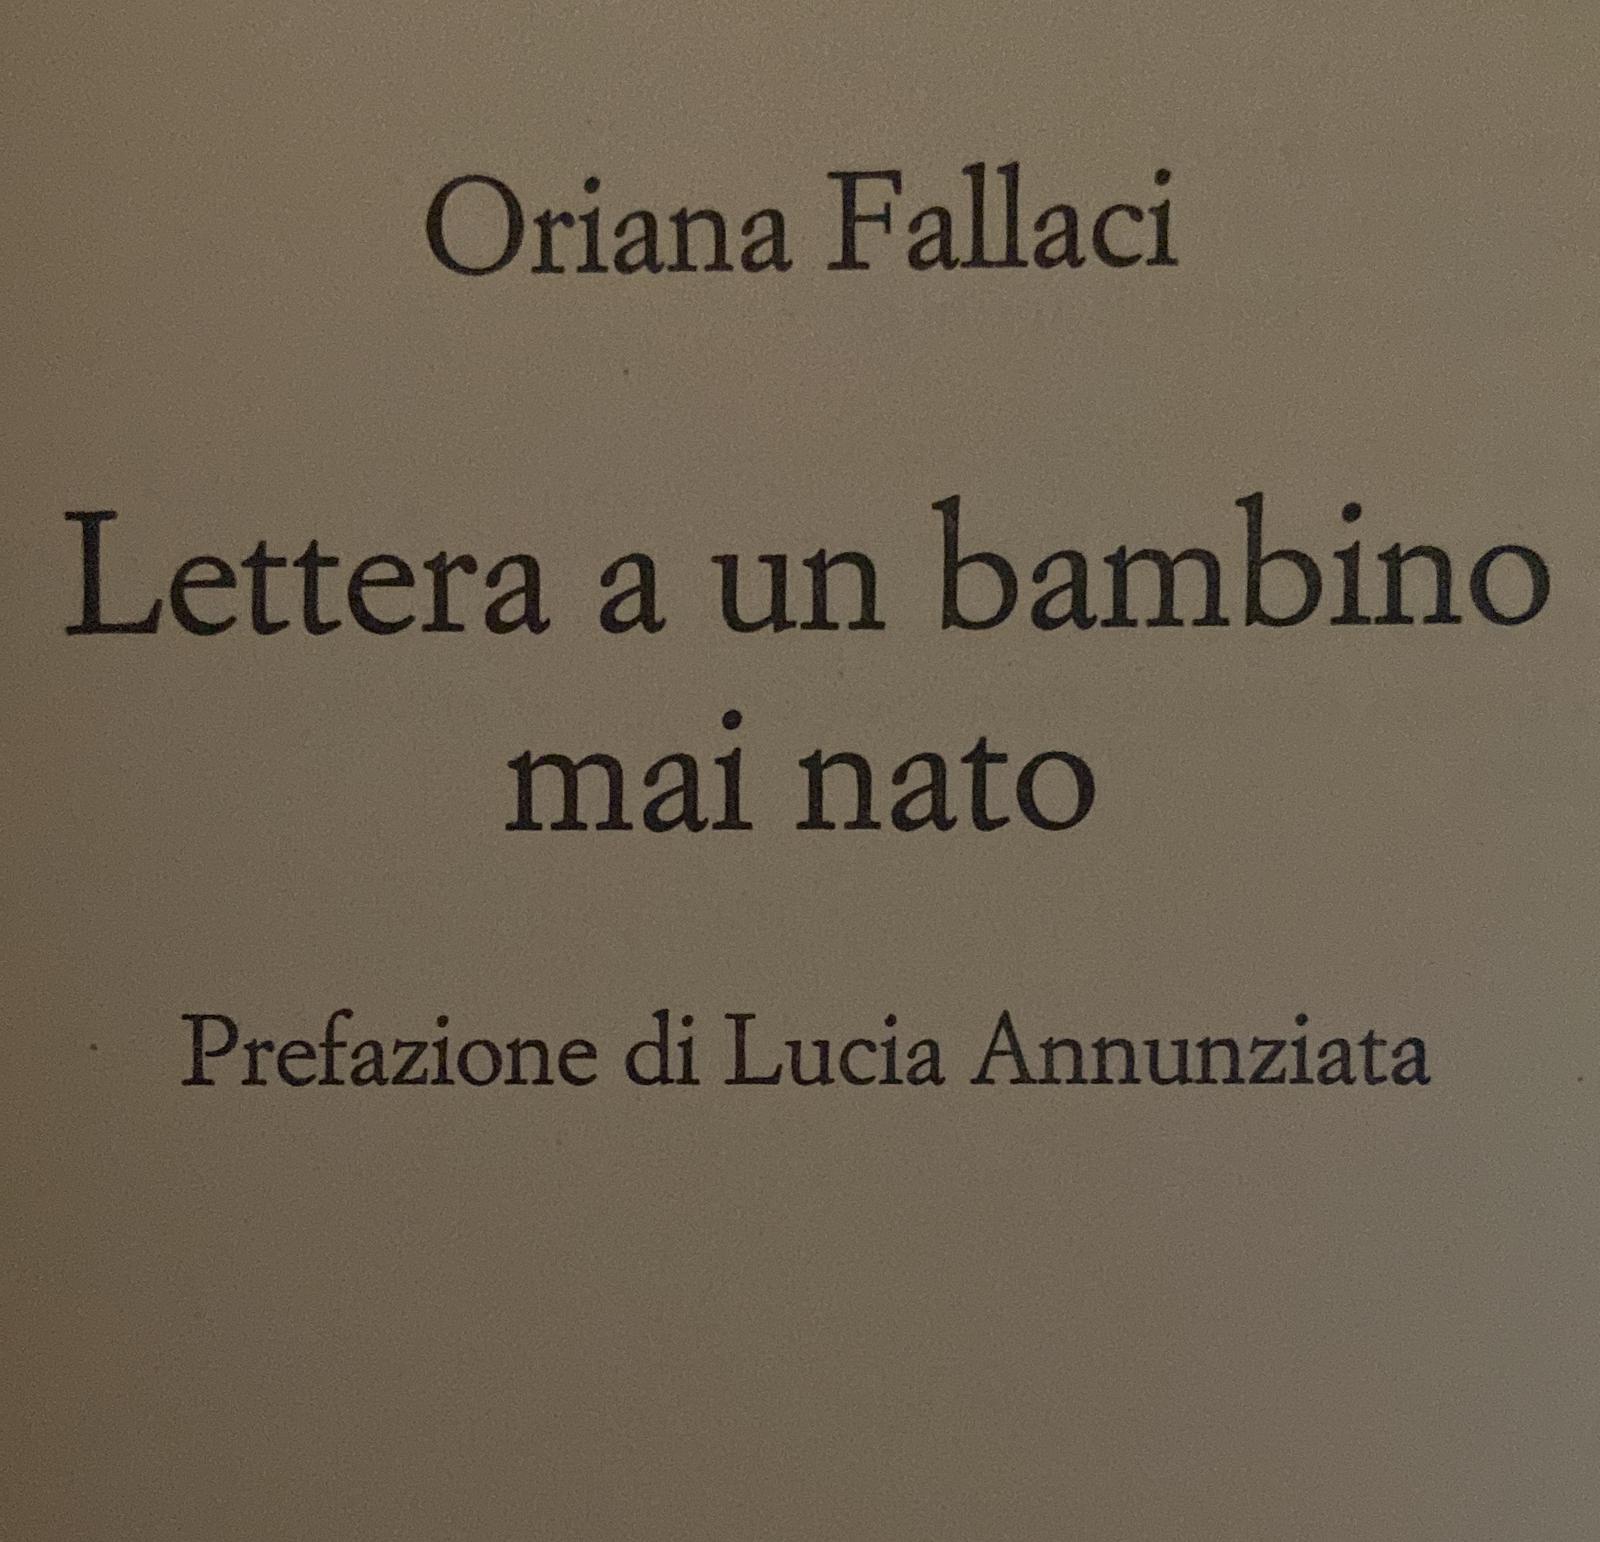 Oriana Fallaci
Lettera a un bambino
mai nato
Prefazione di Lucia Annunziata